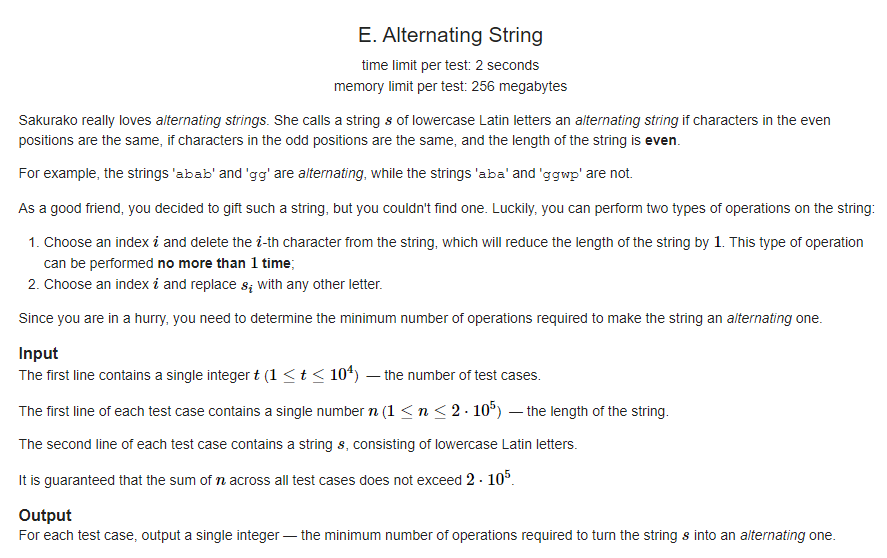 E. Alternating String
time limit per test: 2 seconds
memory limit per test: 256 megabytes
Sakurako really loves alternating strings. She calls a string s of lowercase Latin letters an alternating string if characters in the even
positions are the same, if characters in the odd positions are the same, and the length of the string is even.
For example, the strings 'abab' and 'gg' are alternating, while the strings 'aba' and 'ggwp' are not.
As a good friend, you decided to gift such a string, but you couldn't find one. Luckily, you can perform two types of operations on the string:
1. Choose an index i and delete the i-th character from the string, which will reduce the length of the string by 1. This type of operation
can be performed no more than 1 time;
2. Choose an index i and replace s_i with any other letter.
Since you are in a hurry, you need to determine the minimum number of operations required to make the string an alternating one.
Input
The first line contains a single integer t (1 ≤ t ≤ 10^4) — the number of test cases.
The first line of each test case contains a single number n (1 ≤ n ≤ 2 · 10^5) — the length of the string.
The second line of each test case contains a string s, consisting of lowercase Latin letters.
It is guaranteed that the sum of n across all test cases does not exceed 2 · 10^5.
Output
For each test case, output a single integer — the minimum number of operations required to turn the string s into an alternating one.